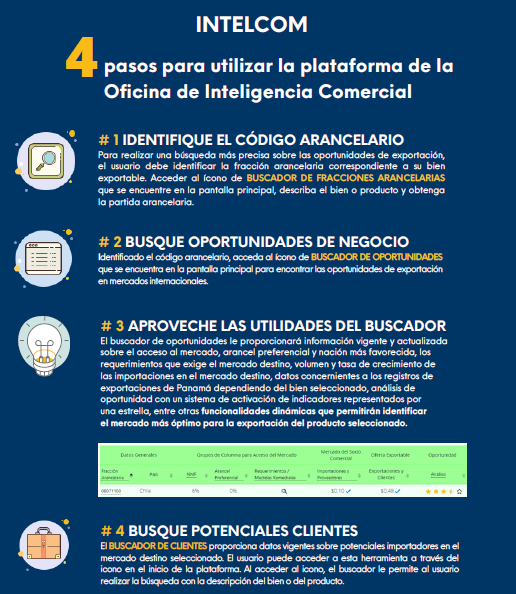 INTELCOM
4 pasos para utilizar la plataforma de la
Oficina de Inteligencia Comercial
# 1 IDENTIFIQUE EL CÓDIGO ARANCELARIO
Para realizar una búsqueda más precisa sobre las oportunidades de exportación,
el usuario debe identificar la fracción arancelaria correspondiente a su bien
exportable. Acceder al ícono de BUSCADOR DE FRACCIONES ARANCELARIAS
que se encuentre en la pantalla principal, describa el bien o producto y obtenga
la partida arancelaria.
# 2 BUSQUE OPORTUNIDADES DE NEGOCIO
Identificado el código arancelario, acceda al ícono de BUSCADOR DE OPORTUNIDADES
que se encuentra en la pantalla principal para encontrar las oportunidades de exportación
en mercados internacionales.
# 3 APROVECHE LAS UTILIDADES DEL BUSCADOR
El buscador de oportunidades le proporcionará información vigente y actualizada
sobre el acceso al mercado, arancel preferencial y nación más favorecida, los
requerimientos que exige el mercado destino, volumen y tasa de crecimiento de
las importaciones en el mercado destino, datos concernientes a los registros de
exportaciones de Panamá dependiendo del bien seleccionado, análisis de
oportunidad con un sistema de activación de indicadores representados por
una estrella, entre otras funcionalidades dinámicas que permitirán identificar
el mercado más óptimo para la exportación del producto seleccionado.
Datos Generales Grupos de Columna para Acceso del Mercado Mercado del Socio Comercial Oferta Exportable Oportunidad
Fracción Arancelaria País NMF Arancel Preferencial Requerimientos / Medidas Remediales Importaciones y Proveedores Exportaciones y Clientes Análisis
08071100 Chile 6% 0% $0.10 $0.48
# 4 BUSQUE POTENCIALES CLIENTES
El BUSCADOR DE CLIENTES proporciona datos vigentes sobre potenciales importadores en el
mercado destino seleccionado. El usuario puede acceder a esta herramienta a través del
icono en el inicio de la plataforma. Al acceder al icono, el buscador le permite al usuario
realizar la búsqueda con la descripción del bien o del producto.